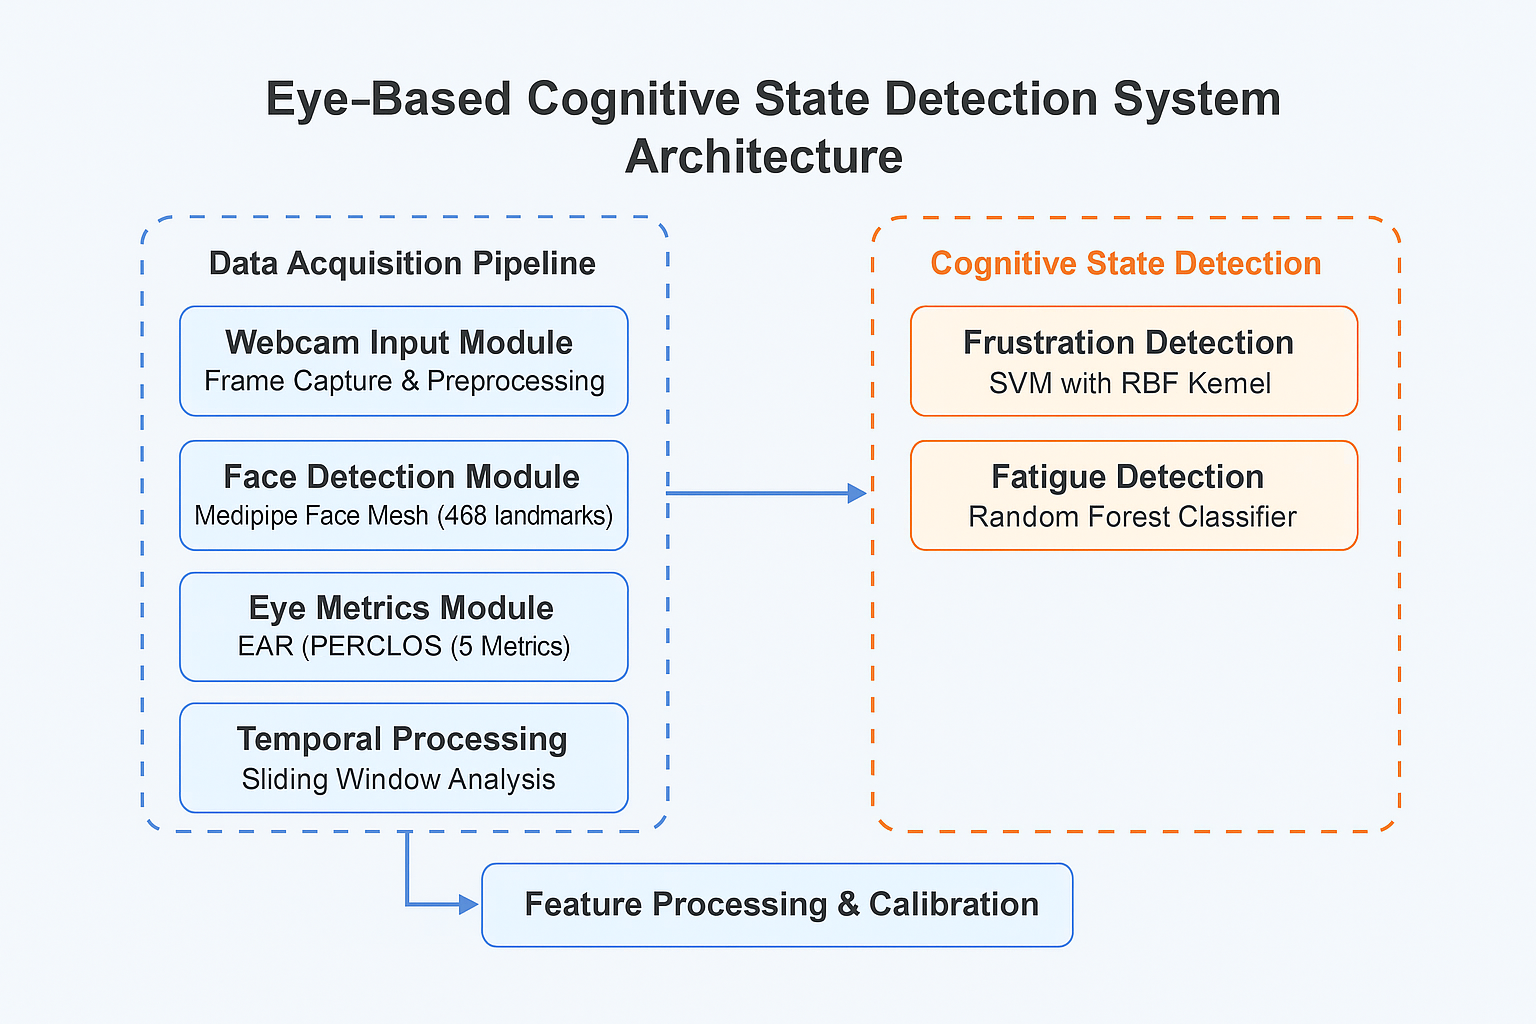 Eye-Based Cognitive State Detection System
Architecture
Data Acquisition Pipeline
Webcam Input Module
Frame Capture & Preprocessing
Face Detection Module
Medipipe Face Mesh (468 landmarks)
Eye Metrics Module
EAR (PERCLOS (5 Metrics)
Temporal Processing
Sliding Window Analysis
Cognitive State Detection
Frustration Detection
SVM with RBF Kernel
Fatigue Detection
Random Forest Classifier
Feature Processing & Calibration